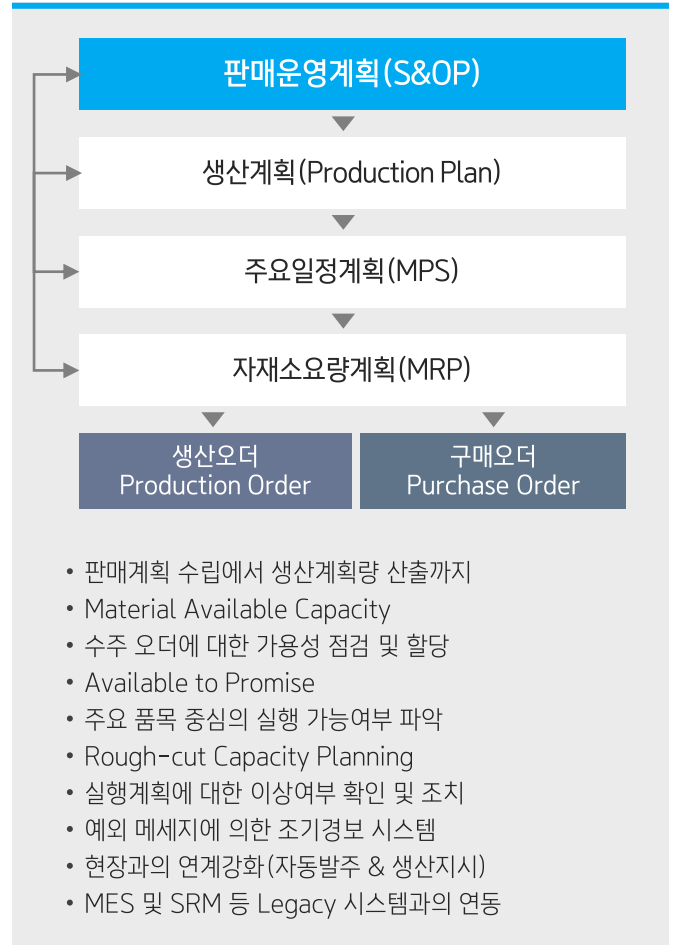 판매운영계획(S&OP)
생산계획(Production Plan)
주요일정계획(MPS)
자재소요량계획(MRP)
생산오더
Production Order
구매오더
Purchase Order
• 판매계획 수립에서 생산계획량 산출까지
• Material Available Capacity
• 수주 오더에 대한 가용성 점검 및 할당
• Available to Promise
• 주요 품목 중심의 실행 가능여부 파악
• Rough-cut Capacity Planning
• 실행계획에 대한 이상여부 확인 및 조치
• 예외 메세지에 의한 조기경보 시스템
• 현장과의 연계강화(자동발주 & 생산지시)
• MES 및 SRM 등 Legacy 시스템과의 연동